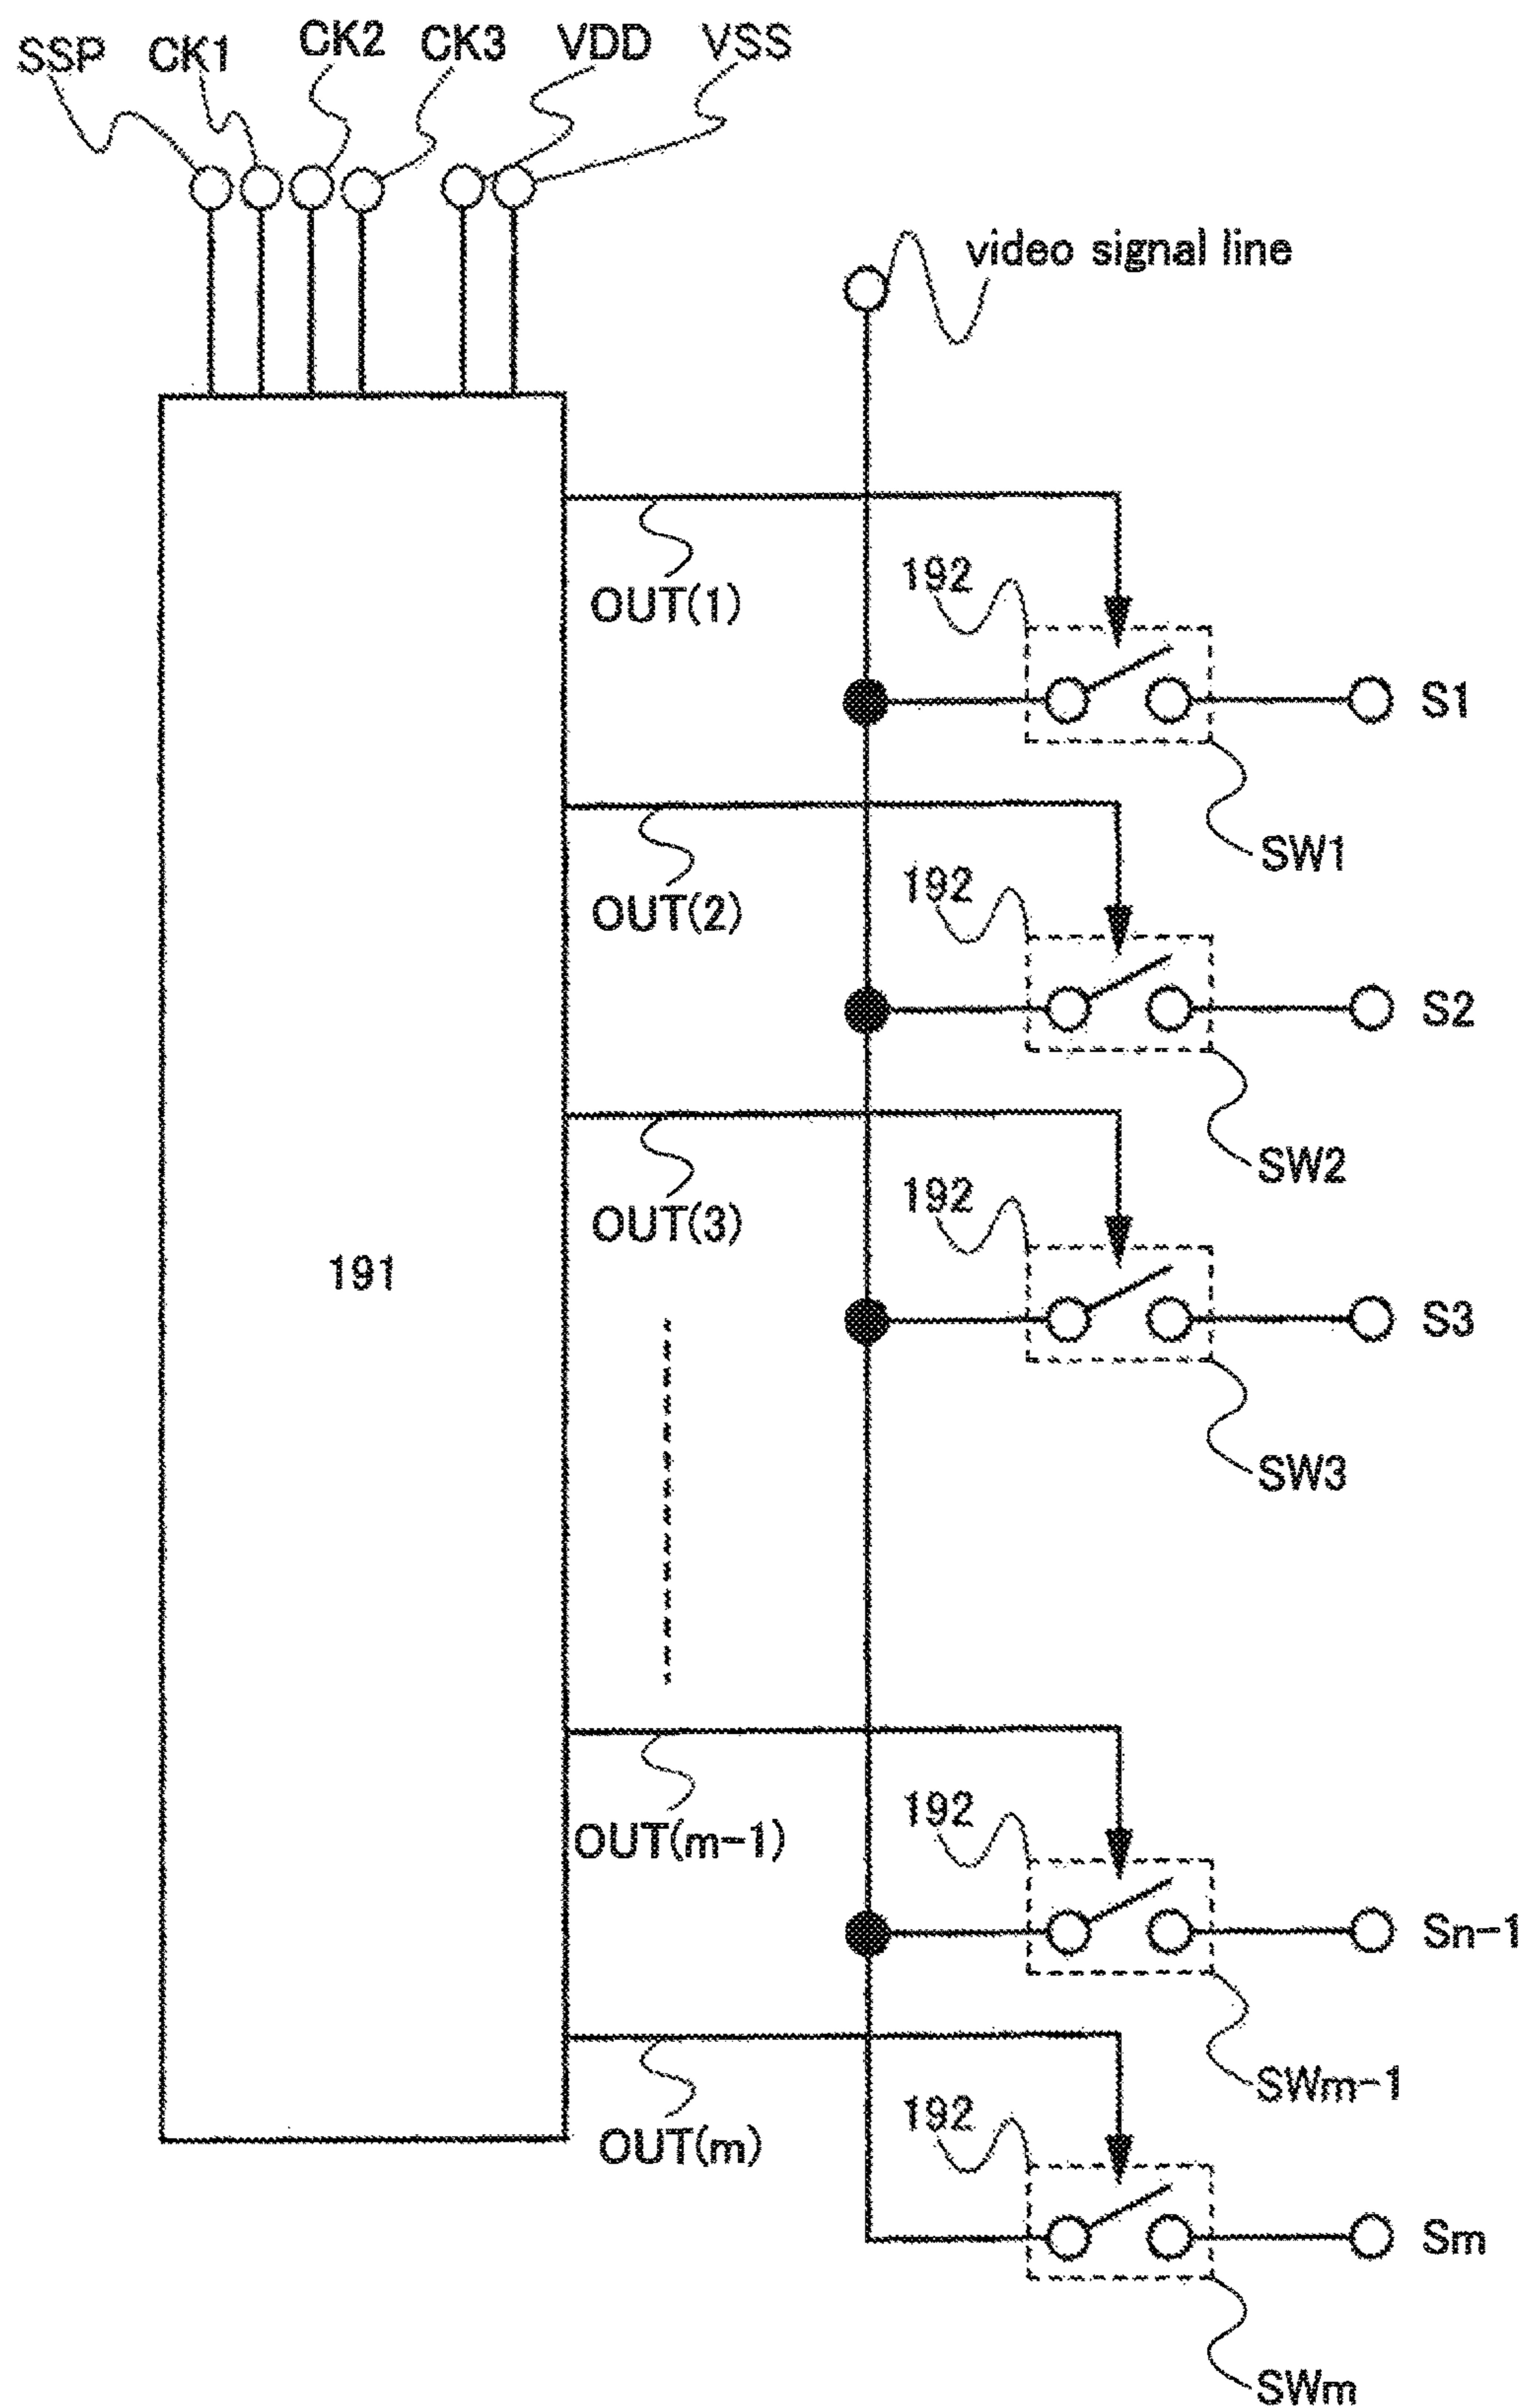 SSP CK1 CK2 CK3 VDD VSS
video signal line
OUT(1)
192
S1
SW1
OUT(2)
192
S2
SW2
OUT(3)
192
191
S3
SW3
OUT(m-1)
192
Sn-1
SWm-1
OUT(m)
192
Sm
SWm